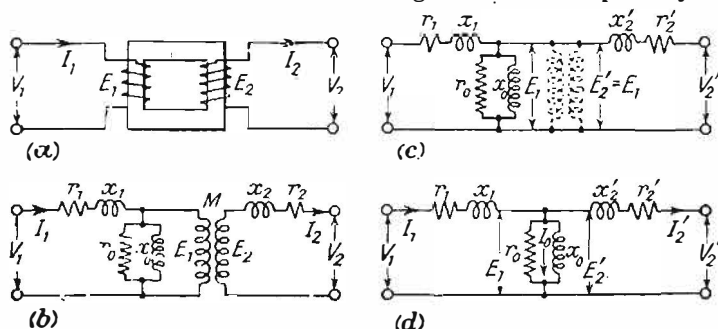 V₁ I₁ E₁ E₂ I₂ V₂
(a)
r₁ x₁ x₂′ r₂′
V₁ r₀ x₀ E₁ E₂′=E₁ V₂′
(c)
r₁ x₁ M x₂ r₂
I₁ I₂
V₁ r₀ x₀ E₁ E₂ V₂
(b)
r₁ x₁ x₂′ r₂′
I₁ I₂′
V₁ r₀ I₀ x₀ V₂′
E₁ E₂′
(d)